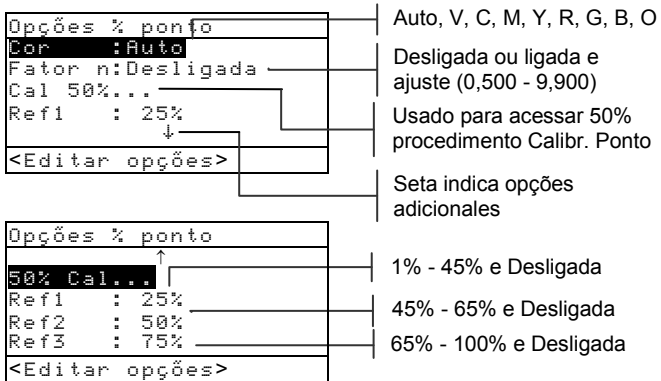 Opções % ponto
Cor :Auto
Fator n:Desligada
Cal 50%...
Ref1 : 25%
↓
<Editar opções>
Auto, V, C, M, Y, R, G, B, O
Desligada ou ligada e
ajuste (0,500 - 9,900)
Usado para acessar 50%
procedimento Calibr. Ponto
Seta indica opções
adicionales
Opções % ponto
↑
50% Cal...
Ref1 : 25%
Ref2 : 50%
Ref3 : 75%
<Editar opções>
1% - 45% e Desligada
45% - 65% e Desligada
65% - 100% e Desligada